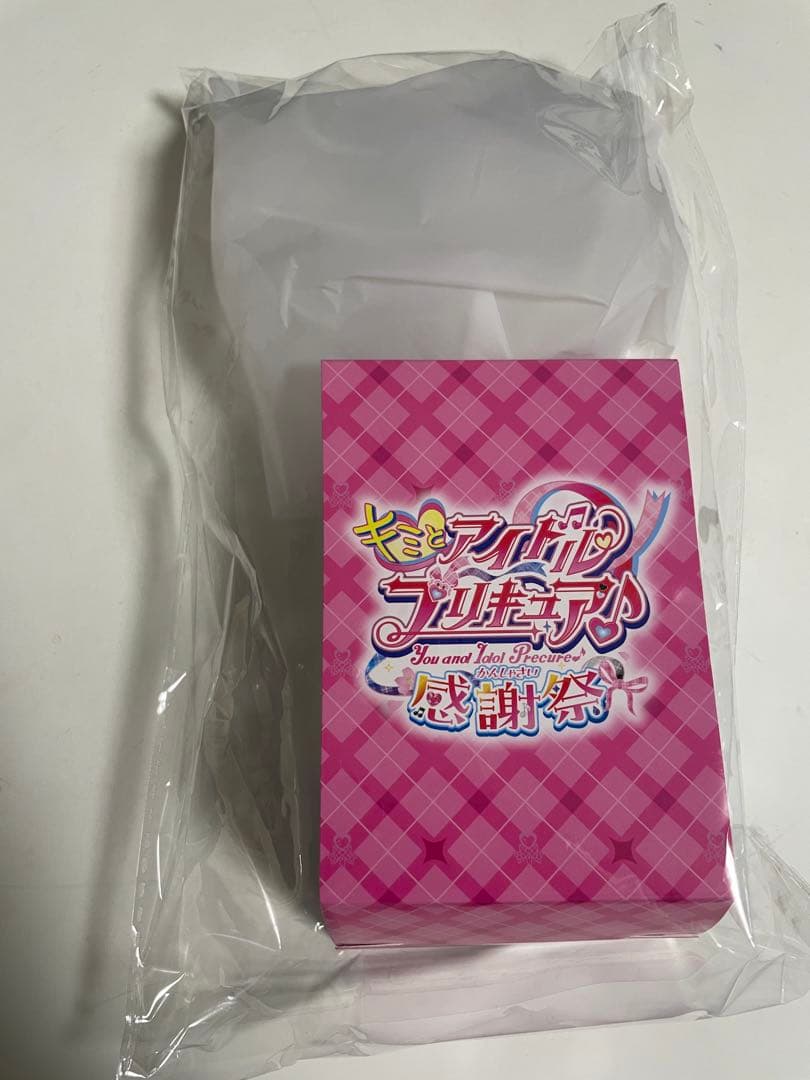 キミとアイドル
プリキュア♪
You and Idol Precure♪
かんしゃさい
感謝祭